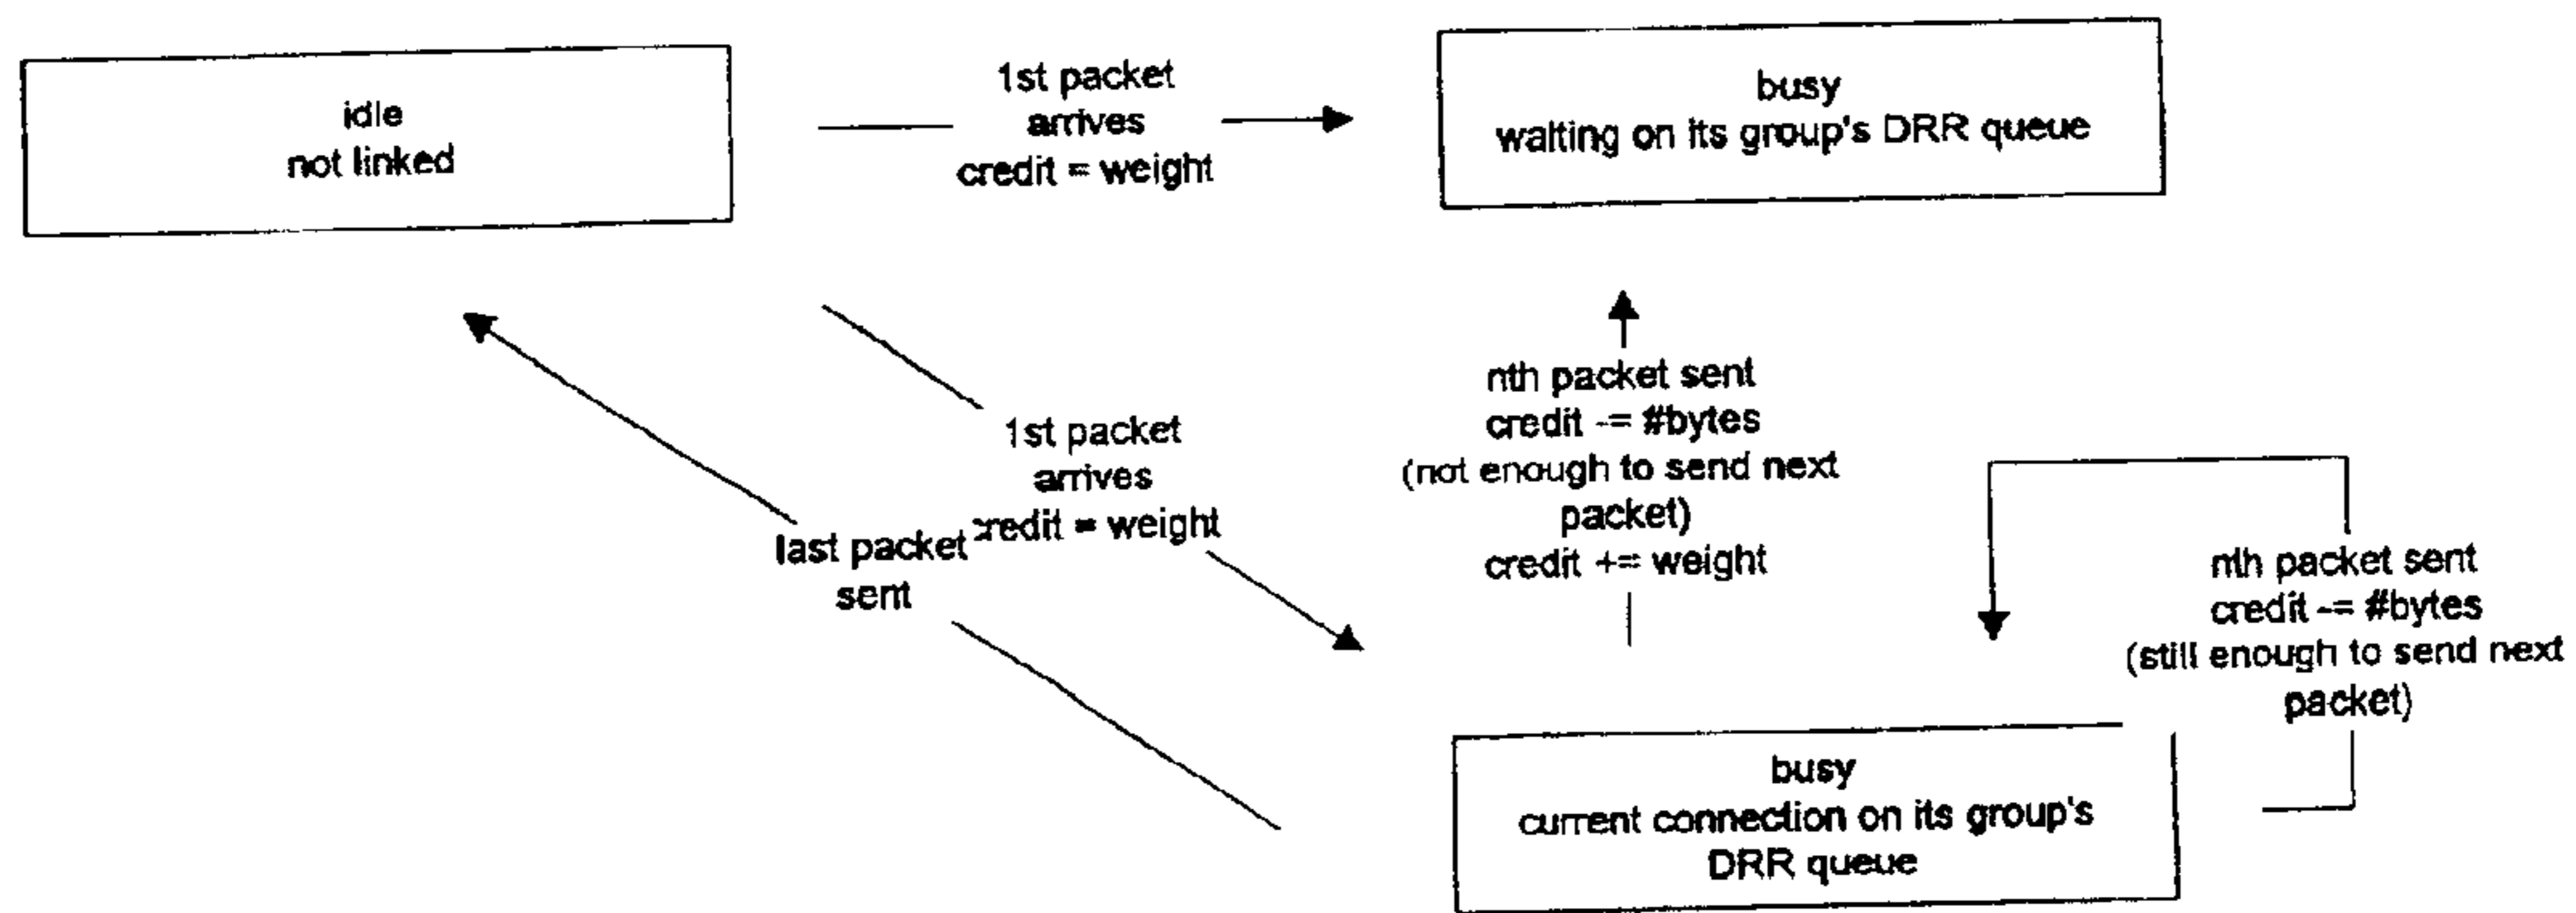 idle
not linked
1st packet
arrives
credit = weight
busy
waiting on its group's DRR queue
1st packet
arrives
credit = weight
last packet
sent
nth packet sent
credit -= #bytes
(not enough to send next
packet)
credit += weight
nth packet sent
credit -= #bytes
(still enough to send next
packet)
busy
current connection on its group's
DRR queue